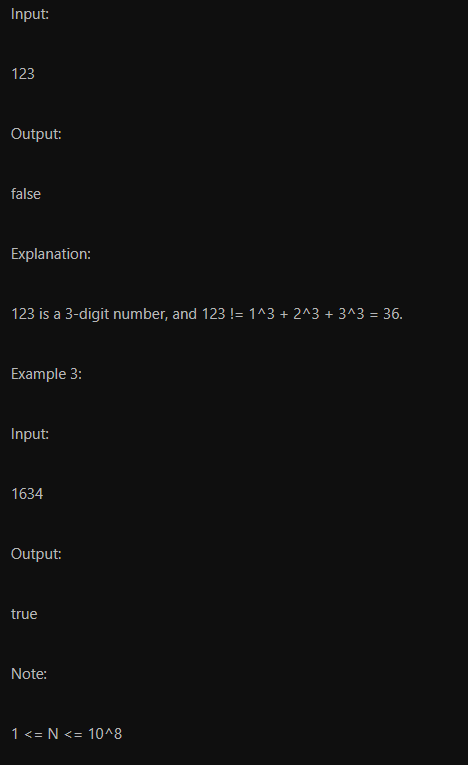 Input:
123
Output:
false
Explanation:
123 is a 3-digit number, and 123 != 1^3 + 2^3 + 3^3 = 36.
Example 3:
Input:
1634
Output:
true
Note:
1 <= N <= 10^8